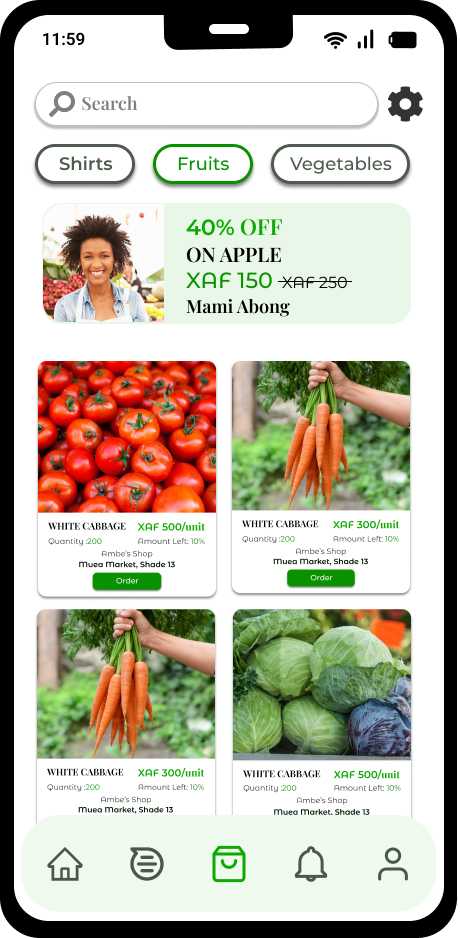 11:59
Search
Shirts Fruits Vegetables
40% OFF
ON APPLE
XAF 150 XAF 250
Mami Abong
WHITE CABBAGE XAF 500/unit
Quantity :200 Amount Left: 10%
Ambe's Shop
Muea Market, Shade 13
Order
WHITE CABBAGE XAF 300/unit
Quantity :200 Amount Left: 10%
Ambe's Shop
Muea Market, Shade 13
Order
WHITE CABBAGE XAF 300/unit
Quantity :200 Amount Left: 10%
Ambe's Shop
Muea Market, Shade 13
WHITE CABBAGE XAF 500/unit
Quantity :200 Amount Left: 10%
Ambe's Shop
Muea Market, Shade 13